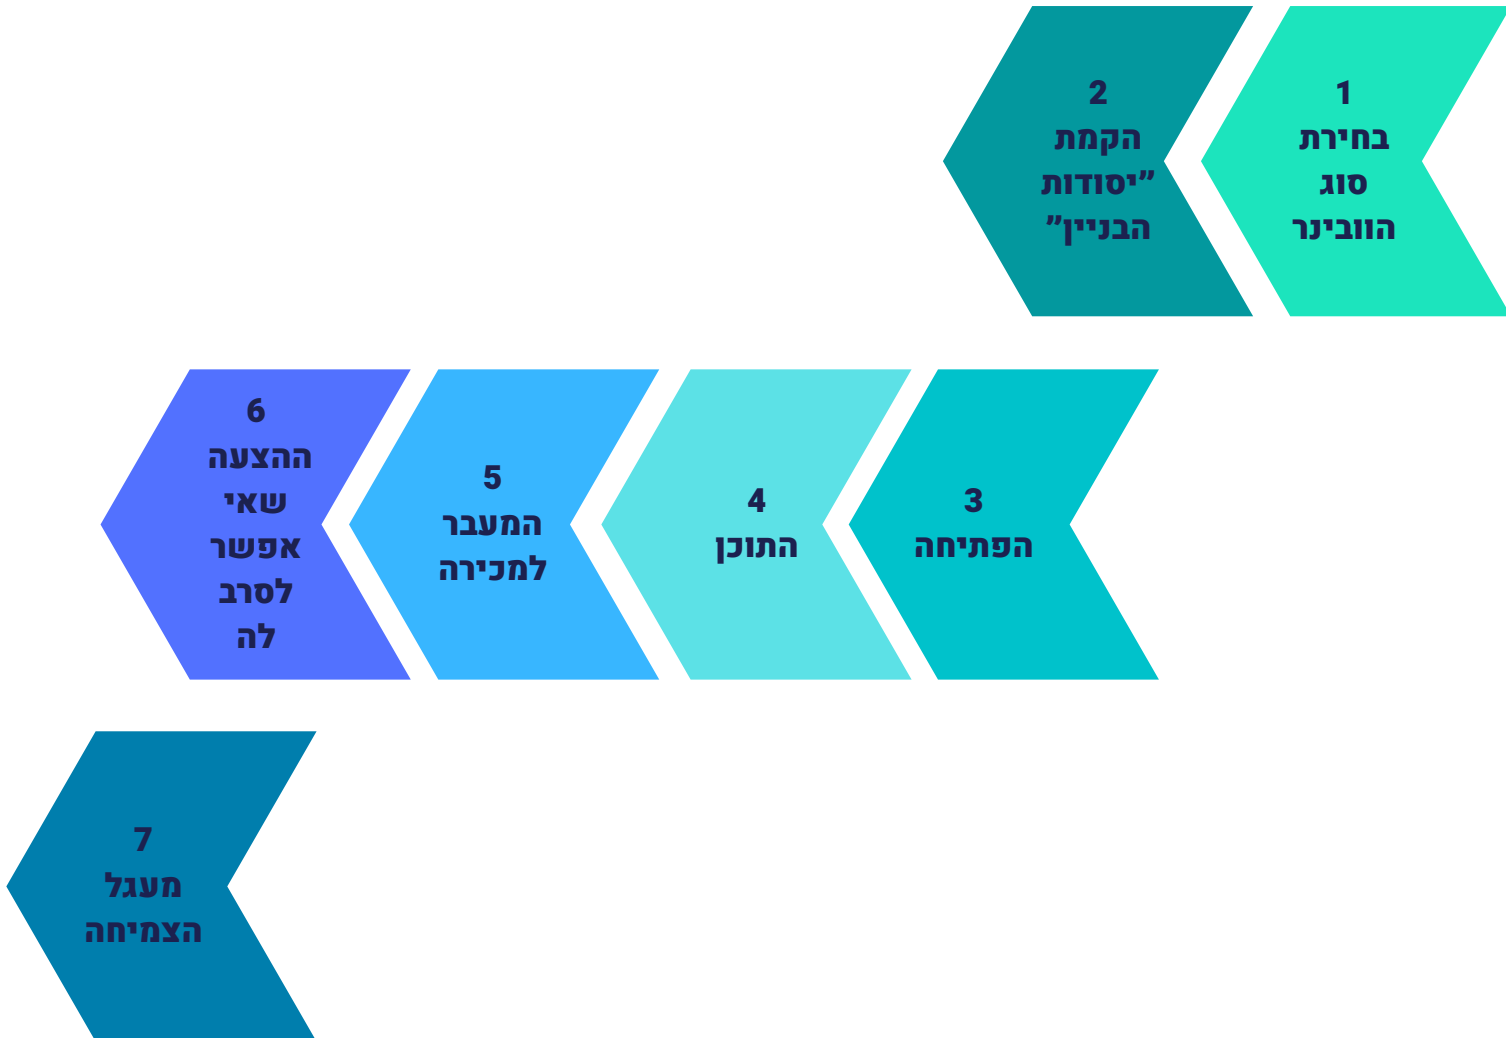 1
בחירת
סוג
הוובינר
2
הקמת
"יסודות
הבניין"
3
הפתיחה
4
התוכן
5
המעבר
למכירה
6
ההצעה
שאי
אפשר
לסרב
לה
7
מעגל
הצמיחה